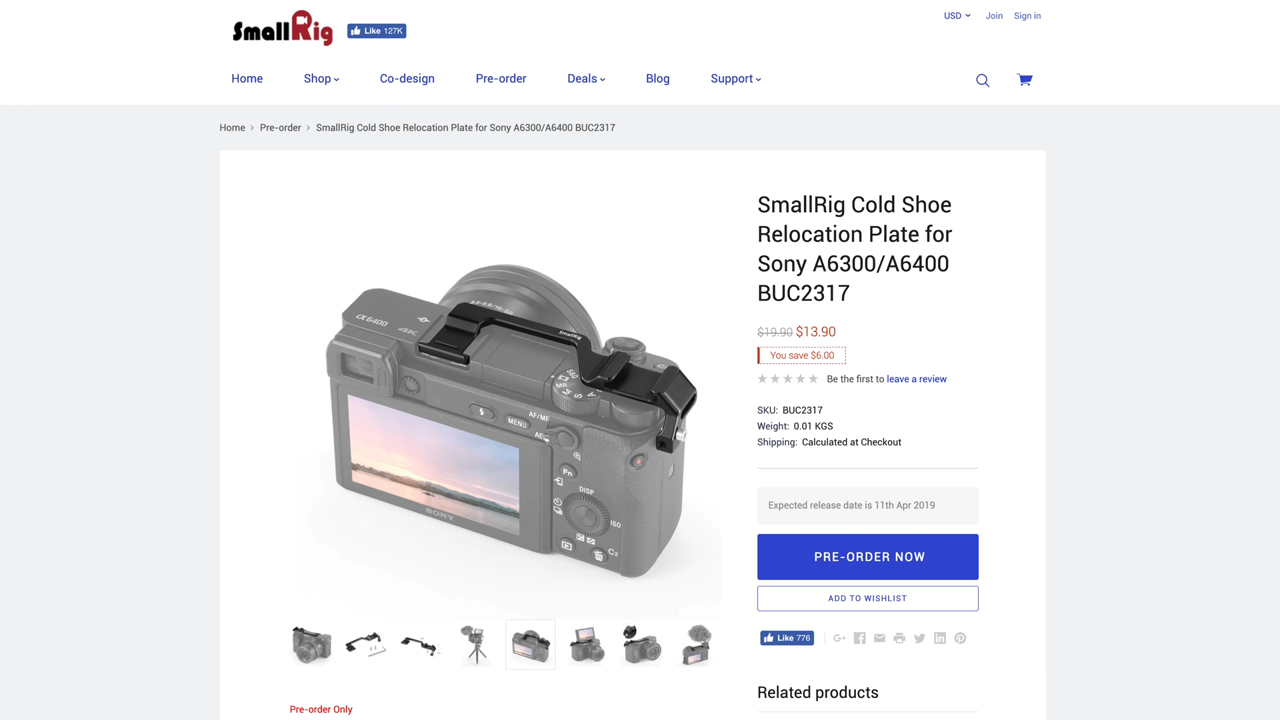 SmallRig
Like 127K
USD
Join
Sign in
Home
Shop
Co-design
Pre-order
Deals
Blog
Support
Home > Pre-order > SmallRig Cold Shoe Relocation Plate for Sony A6300/A6400 BUC2317
SmallRig Cold Shoe
Relocation Plate for
Sony A6300/A6400
BUC2317
$19.90 $13.90
You save $6.00
Be the first to leave a review
SKU: BUC2317
Weight: 0.01 KGS
Shipping: Calculated at Checkout
Expected release date is 11th Apr 2019
PRE-ORDER NOW
ADD TO WISHLIST
Like 776
Related products
α6400
4K
SmallRig
MR
S
A
AF/MF
MENU
AEL
Fn
DISP
ISO
C2
SONY
Pre-order Only